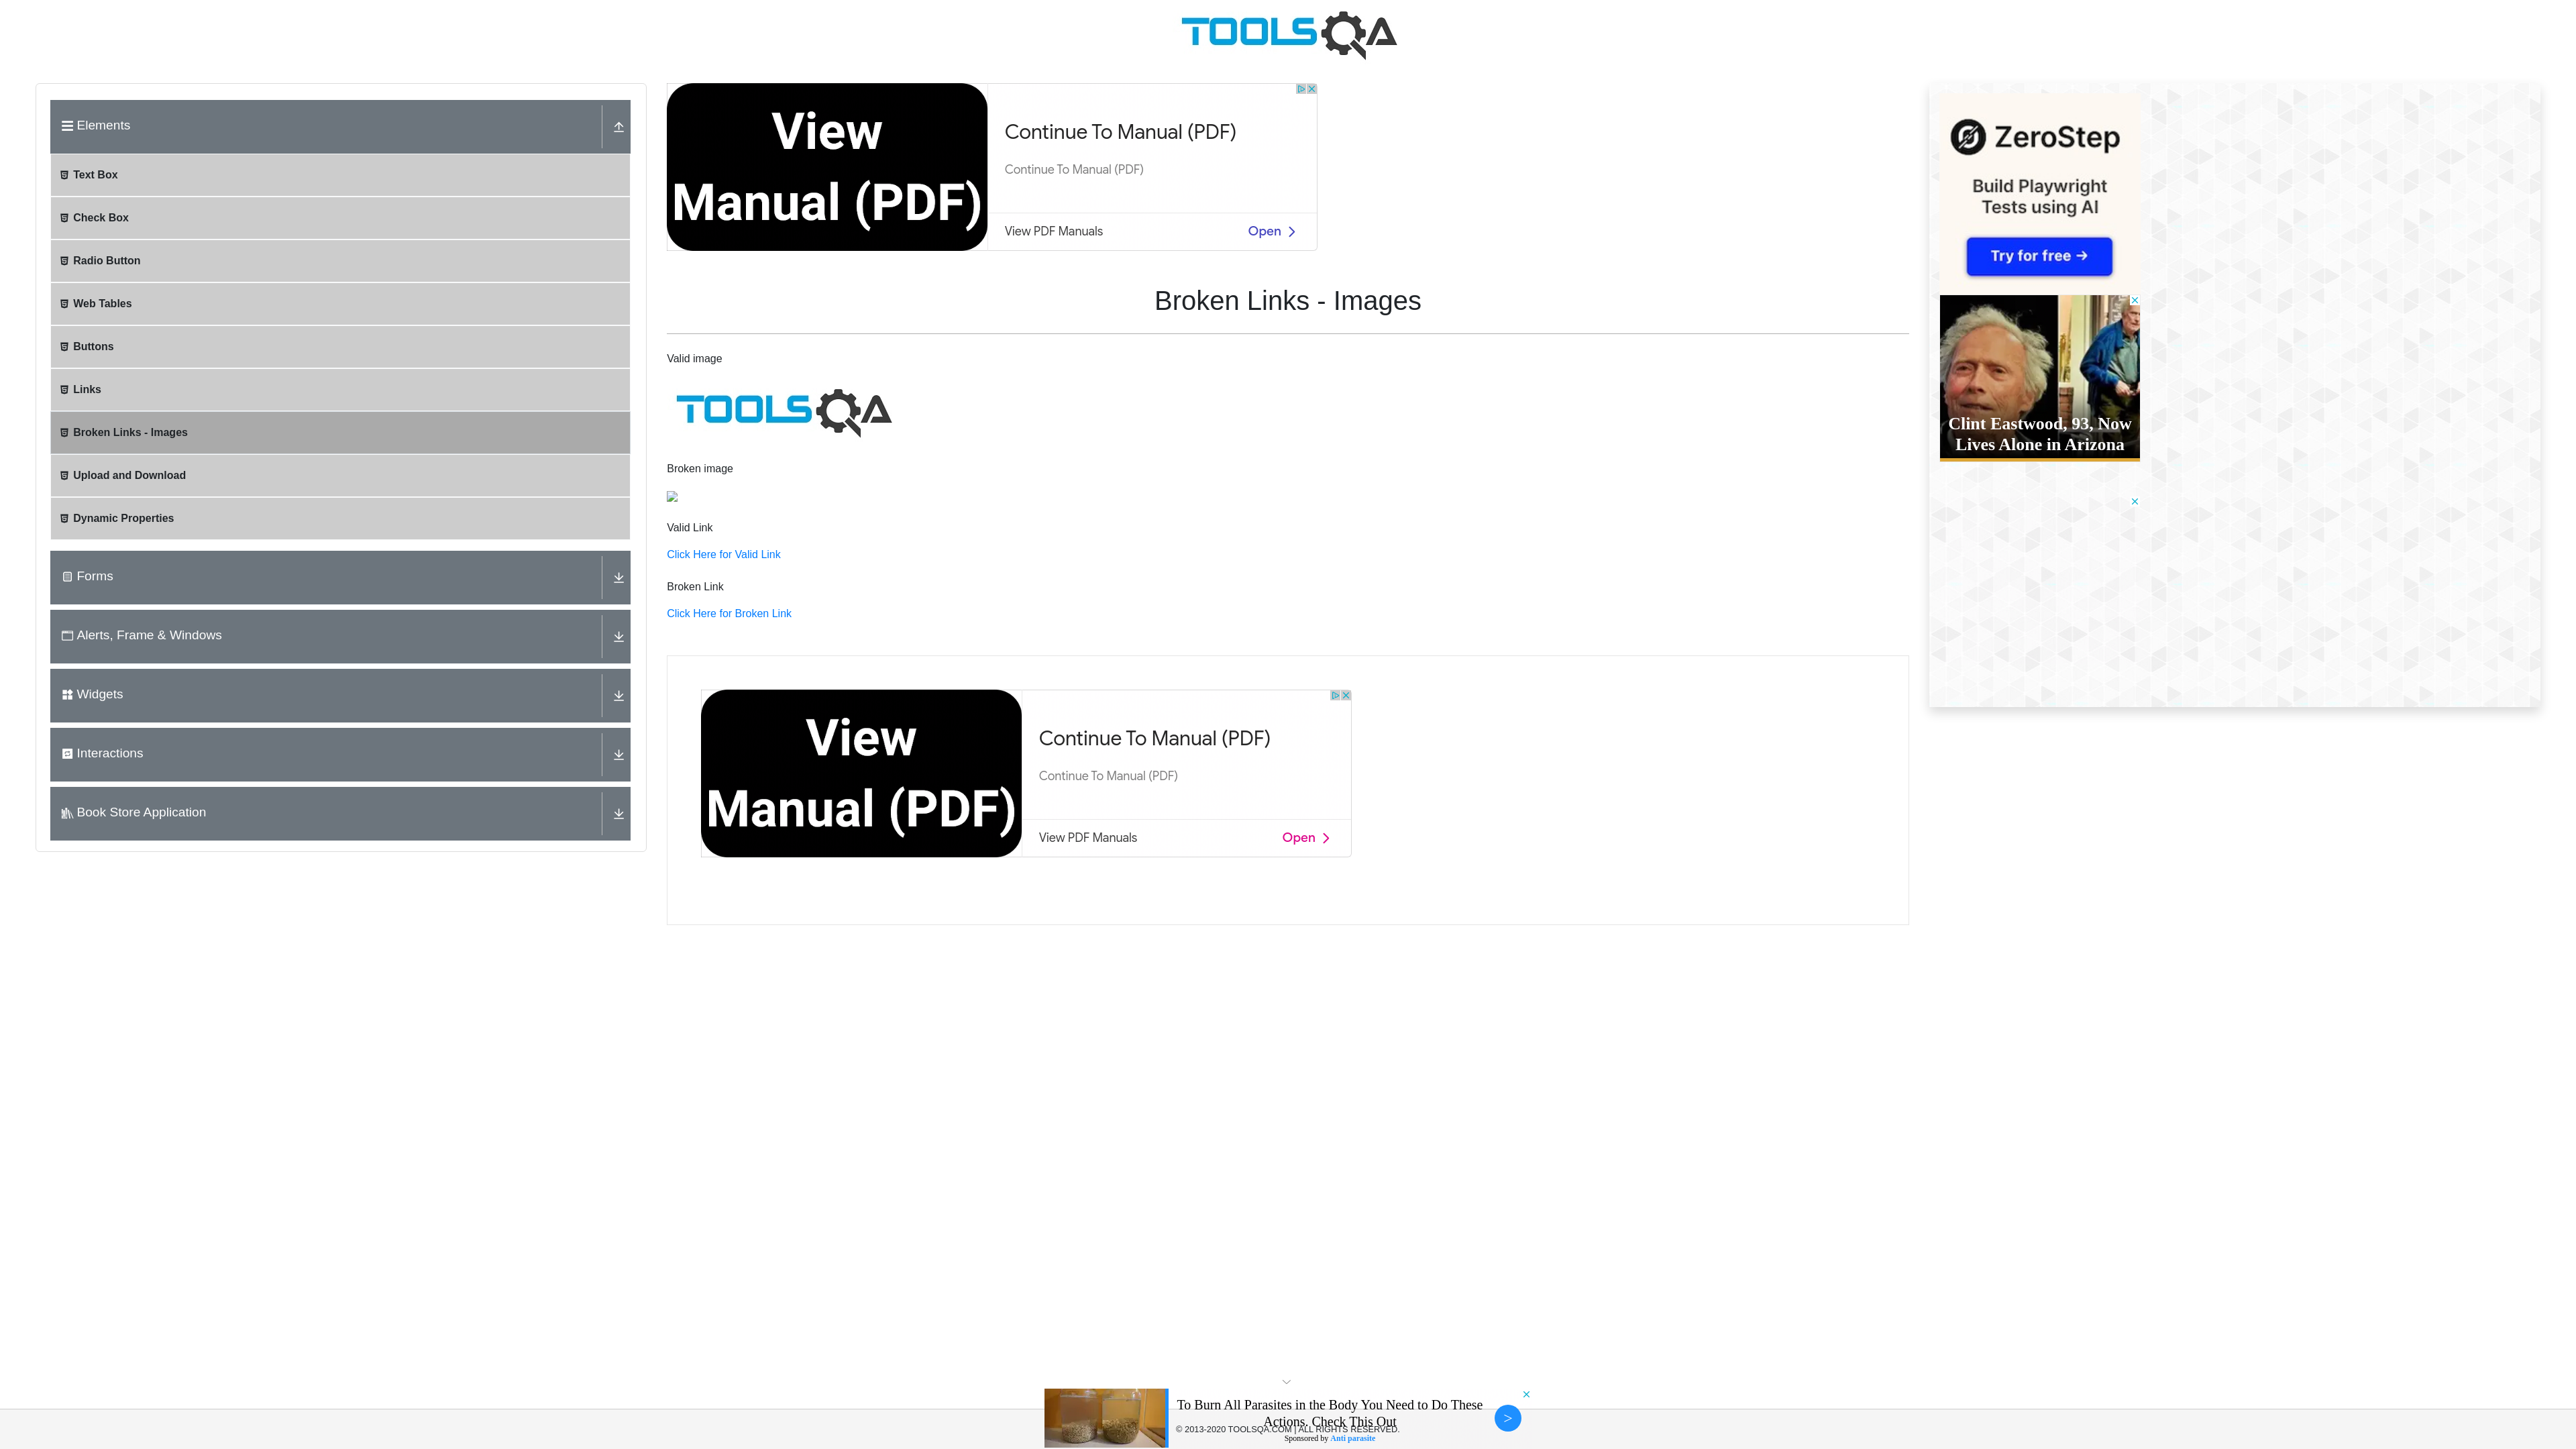 TOOLSQA
Elements
Text Box
Check Box
Radio Button
Web Tables
Buttons
Links
Broken Links - Images
Upload and Download
Dynamic Properties
Forms
Alerts, Frame & Windows
Widgets
Interactions
Book Store Application
View
Manual (PDF)
Continue To Manual (PDF)
Continue To Manual (PDF)
View PDF Manuals
Open
Broken Links - Images
Valid image
TOOLSQA
Broken image
Valid Link
Click Here for Valid Link
Broken Link
Click Here for Broken Link
View
Manual (PDF)
Continue To Manual (PDF)
Continue To Manual (PDF)
View PDF Manuals
Open
ZeroStep
Build Playwright
Tests using AI
Try for free →
Clint Eastwood, 93, Now
Lives Alone in Arizona
To Burn All Parasites in the Body You Need to Do These
Actions. Check This Out
© 2013-2020 TOOLSQA.COM | ALL RIGHTS RESERVED.
Sponsored by Anti parasite